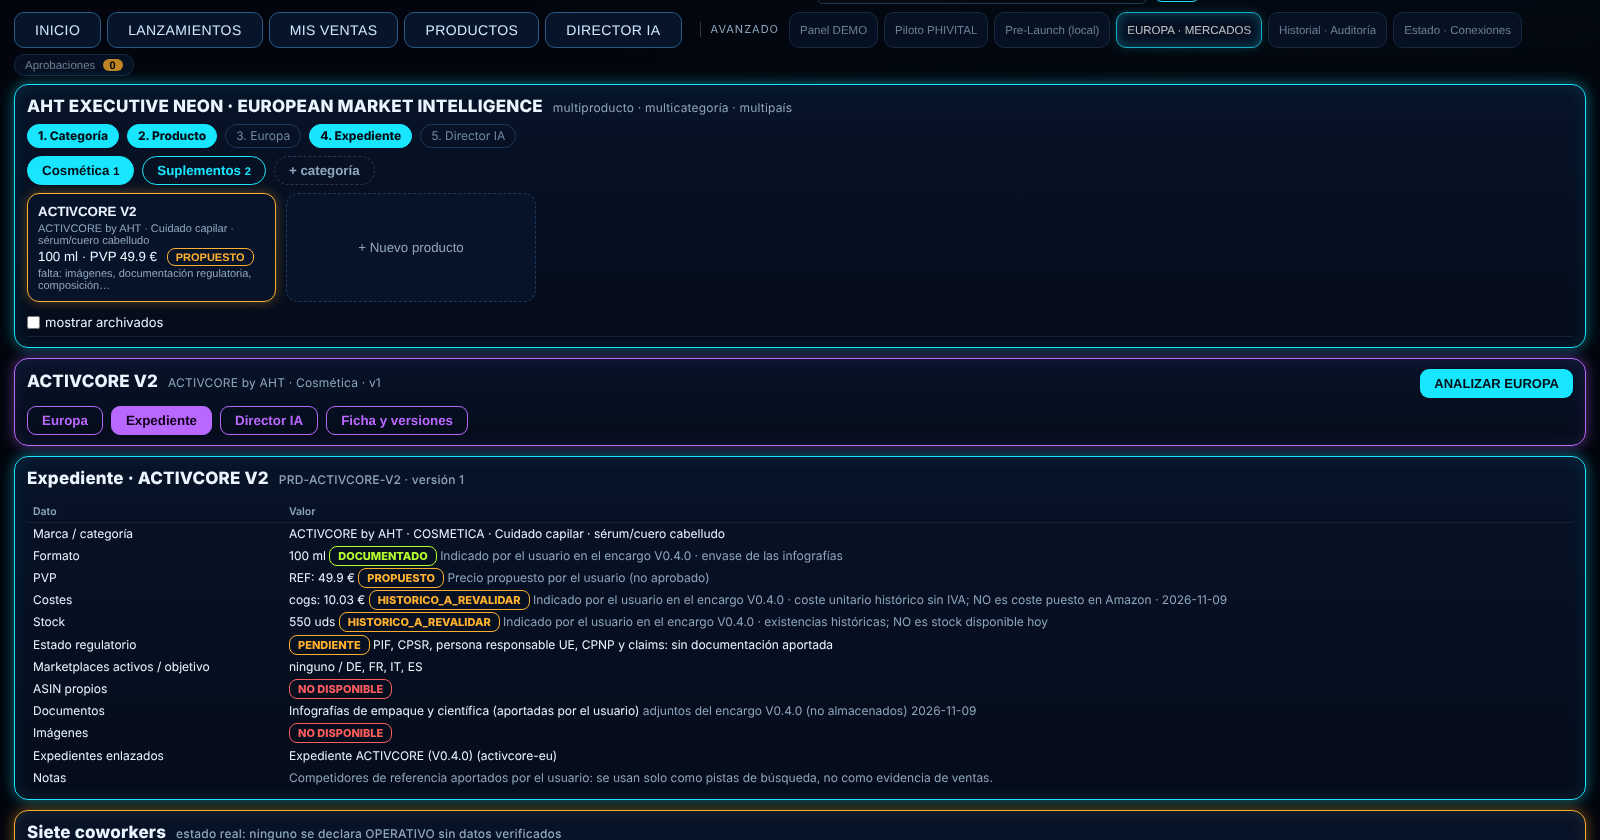 INICIO LANZAMIENTOS MIS VENTAS PRODUCTOS DIRECTOR IA AVANZADO Panel DEMO Piloto PHIVITAL Pre-Launch (local) EUROPA · MERCADOS Historial · Auditoría Estado · Conexiones
Aprobaciones 0
AHT EXECUTIVE NEON · EUROPEAN MARKET INTELLIGENCE multiproducto · multicategoría · multipaís
1. Categoría 2. Producto 3. Europa 4. Expediente 5. Director IA
Cosmética 1 Suplementos 2 + categoría
ACTIVCORE V2
ACTIVCORE by AHT · Cuidado capilar ·
sérum/cuero cabelludo
100 ml · PVP 49.9 € PROPUESTO
falta: imágenes, documentación regulatoria,
composición…
+ Nuevo producto
mostrar archivados
ACTIVCORE V2 ACTIVCORE by AHT · Cosmética · v1 ANALIZAR EUROPA
Europa Expediente Director IA Ficha y versiones
Expediente · ACTIVCORE V2 PRD-ACTIVCORE-V2 · versión 1
Dato Valor
Marca / categoría ACTIVCORE by AHT · COSMETICA · Cuidado capilar · sérum/cuero cabelludo
Formato 100 ml DOCUMENTADO Indicado por el usuario en el encargo V0.4.0 · envase de las infografías
PVP REF: 49.9 € PROPUESTO Precio propuesto por el usuario (no aprobado)
Costes cogs: 10.03 € HISTORICO_A_REVALIDAR Indicado por el usuario en el encargo V0.4.0 · coste unitario histórico sin IVA; NO es coste puesto en Amazon · 2026-11-09
Stock 550 uds HISTORICO_A_REVALIDAR Indicado por el usuario en el encargo V0.4.0 · existencias históricas; NO es stock disponible hoy
Estado regulatorio PENDIENTE PIF, CPSR, persona responsable UE, CPNP y claims: sin documentación aportada
Marketplaces activos / objetivo ninguno / DE, FR, IT, ES
ASIN propios NO DISPONIBLE
Documentos Infografías de empaque y científica (aportadas por el usuario) adjuntos del encargo V0.4.0 (no almacenados) 2026-11-09
Imágenes NO DISPONIBLE
Expedientes enlazados Expediente ACTIVCORE (V0.4.0) (activcore-eu)
Notas Competidores de referencia aportados por el usuario: se usan solo como pistas de búsqueda, no como evidencia de ventas.
Siete coworkers estado real: ninguno se declara OPERATIVO sin datos verificados